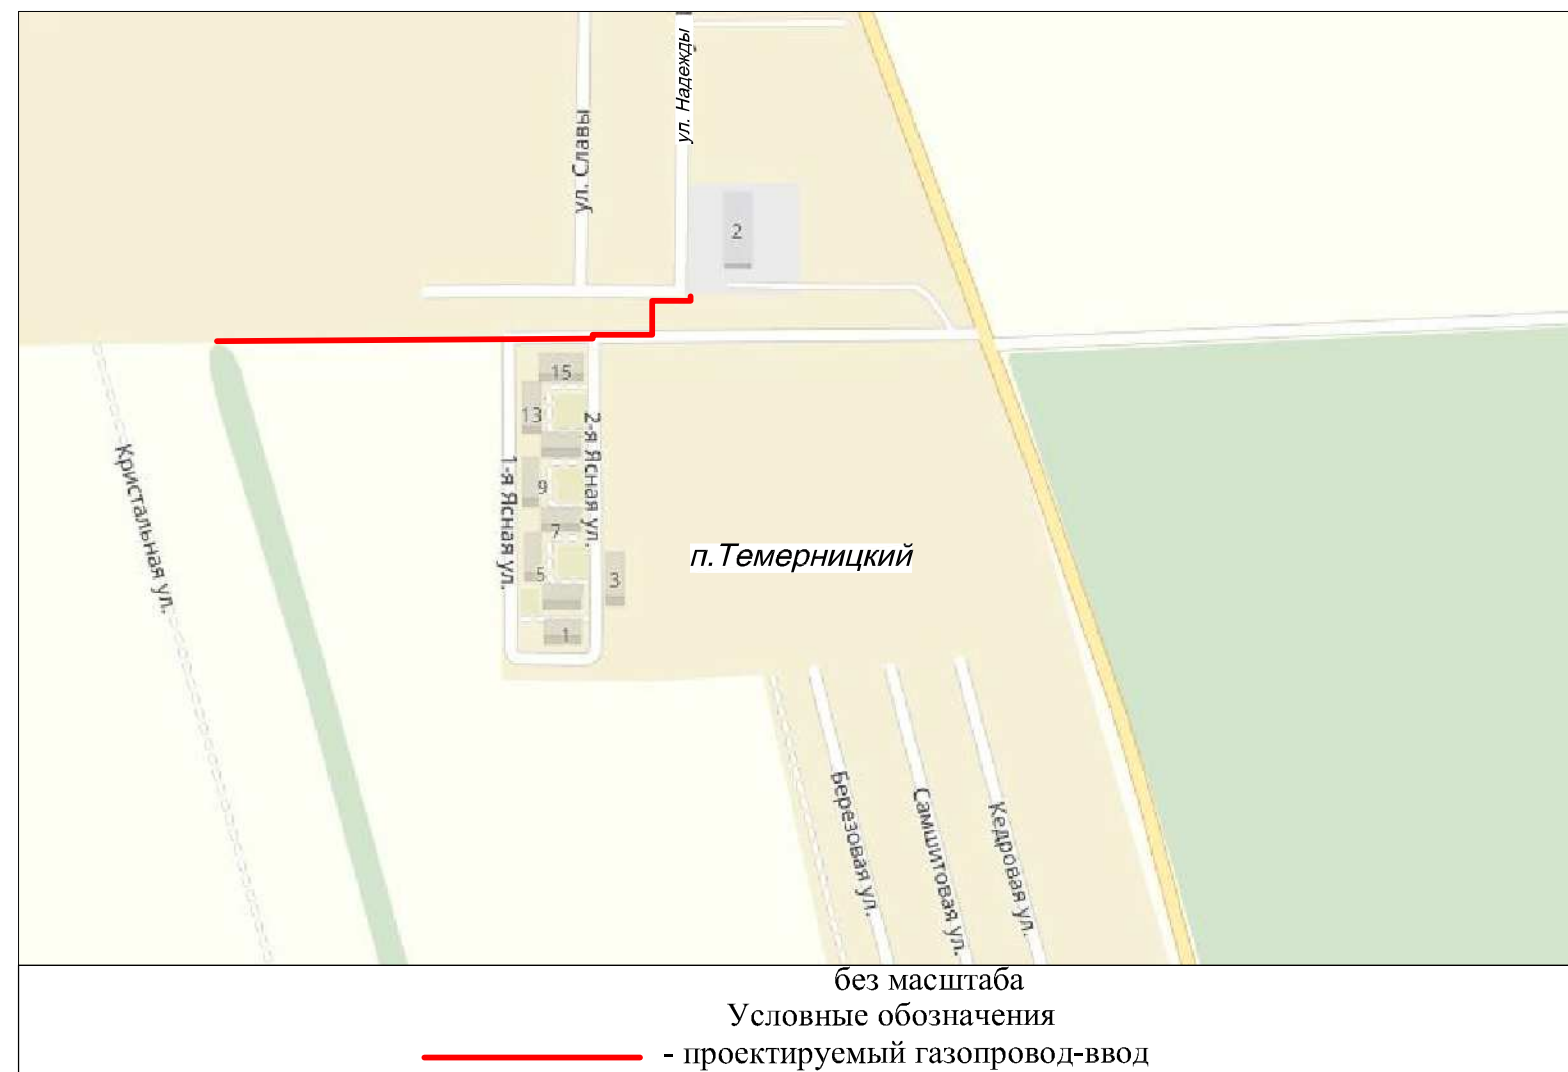 ул. Надежды
ул. Славы
2
15
13
2-я Ясная ул.
Кристальная ул.
1-я Ясная ул.
9
7
п.Темерницкий
5
3
1
Березовая ул.
Самшитовая ул.
Кедровая ул.
без масштаба
Условные обозначения
- проектируемый газопровод-ввод